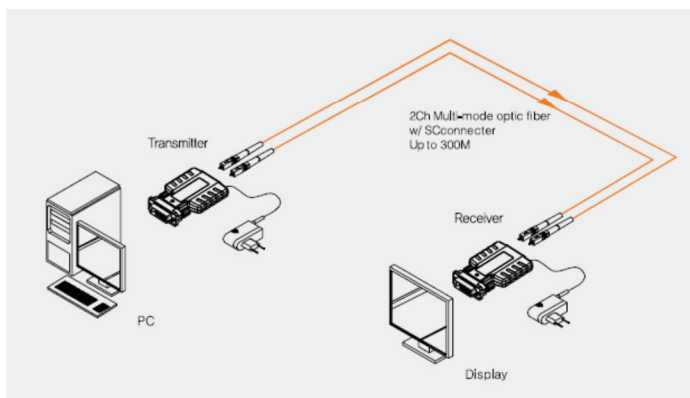 2Ch Multi-mode optic fiber
w/ SCconnecter
Up to 300M
Transmitter
Receiver
PC
Display